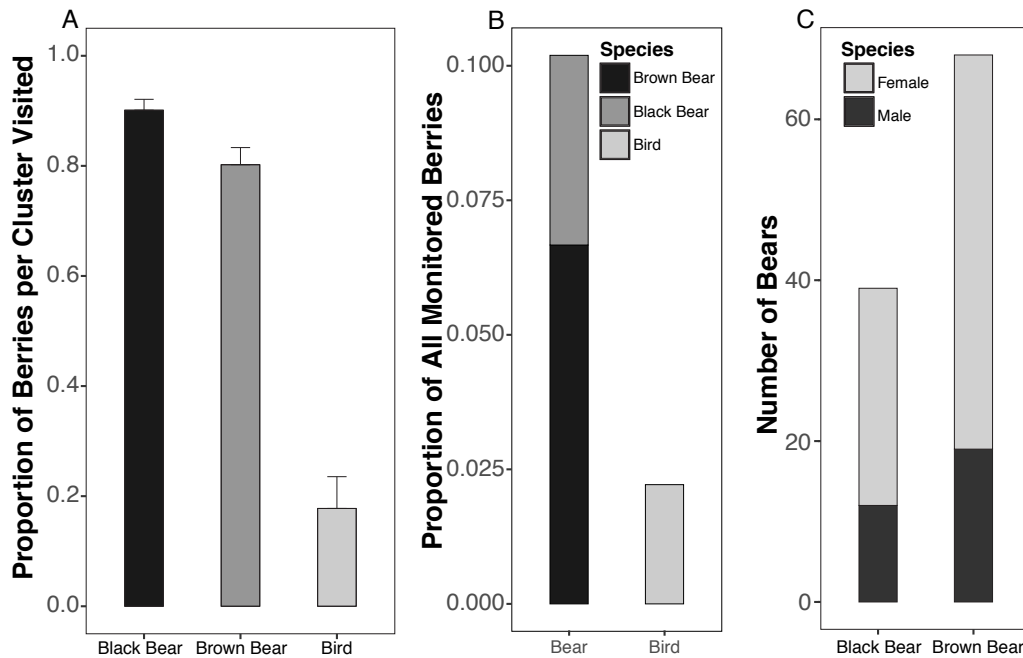 A
Proportion of Berries per Cluster Visited
1.0
0.8
0.6
0.4
0.2
0.0
Black Bear
Brown Bear
Bird
B
Proportion of All Monitored Berries
0.100
0.075
0.050
0.025
0.000
Species
Brown Bear
Black Bear
Bird
Bear
Bird
C
Number of Bears
60
40
20
0
Species
Female
Male
Black Bear
Brown Bear